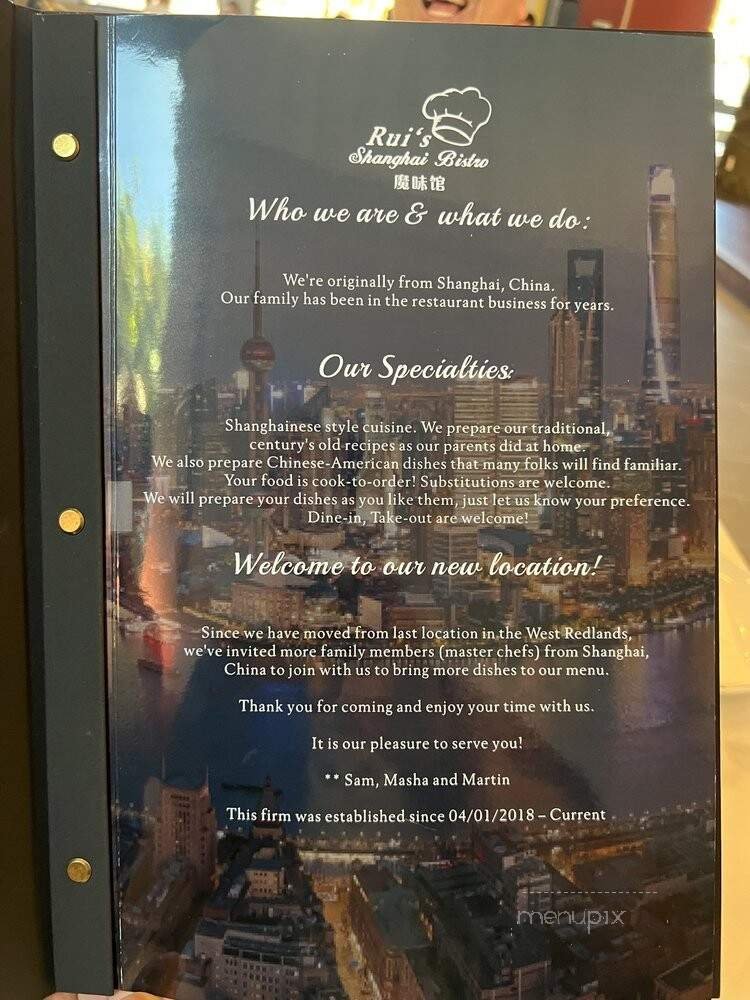 Rui's
Shanghai Bistro
魔味馆
Who we are & what we do:
We're originally from Shanghai, China.
Our family has been in the restaurant business for years.
Our Specialties:
Shanghainese style cuisine. We prepare our traditional,
century's old recipes as our parents did at home.
We also prepare Chinese-American dishes that many folks will find familiar.
Your food is cook-to-order! Substitutions are welcome.
We will prepare your dishes as you like them, just let us know your preference.
Dine-in, Take-out are welcome!
Welcome to our new location!
Since we have moved from last location in the West Redlands,
we've invited more family members (master chefs) from Shanghai,
China to join with us to bring more dishes to our menu.
Thank you for coming and enjoy your time with us.
It is our pleasure to serve you!
** Sam, Masha and Martin
This firm was established since 04/01/2018 – Current
menupix